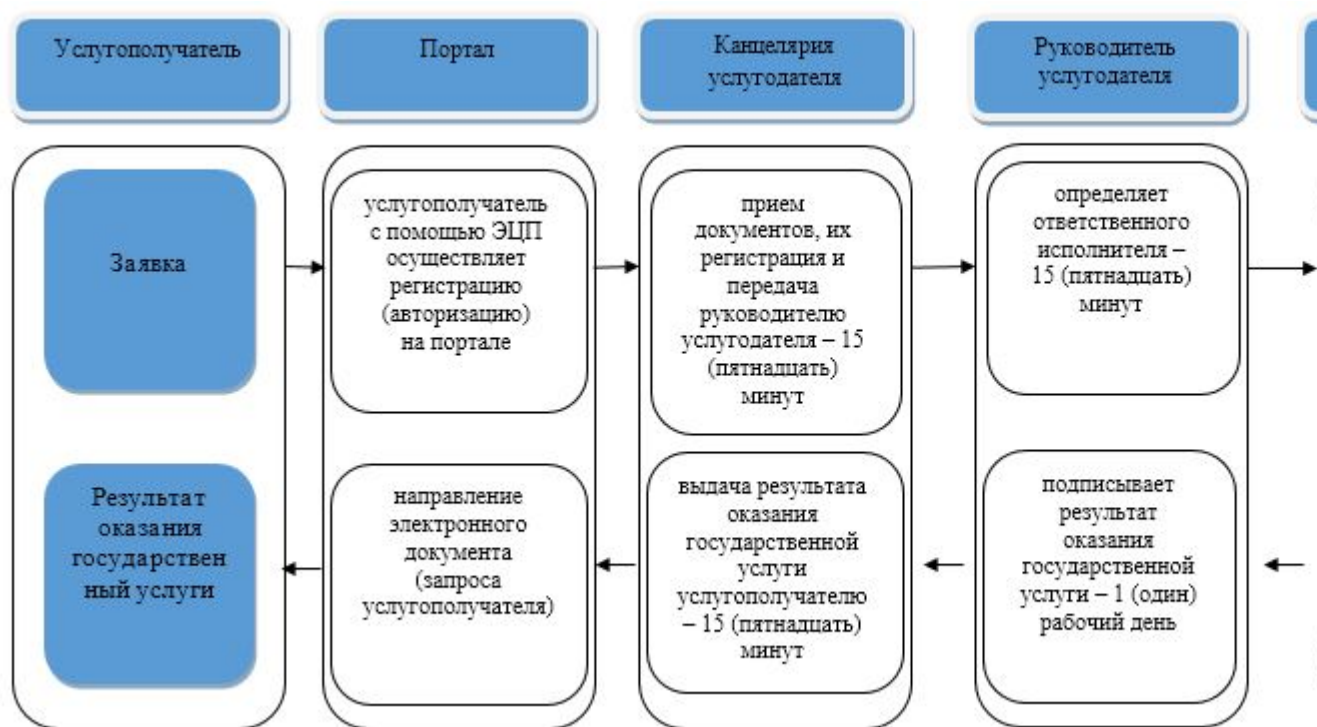 Услугополучатель
Портал
Канцелярия
услугодателя
Руководитель
услугодателя
Заявка
услугополучатель
с помощью ЭЦП
осуществляет
регистрацию
(авторизацию)
на портале
прием
документов, их
регистрация и
передача
руководителю
услугодателя – 15
(пятнадцать)
минут
определяет
ответственного
исполнителя –
15 (пятнадцать)
минут
Результат
оказания
государствен
ный услуги
направление
электронного
документа
(запроса
услугополучателя)
выдача результата
оказания
государственной
услуги
услугополучателю
– 15 (пятнадцать)
минут
подписывает
результат
оказания
государственной
услуги – 1 (один)
рабочий день